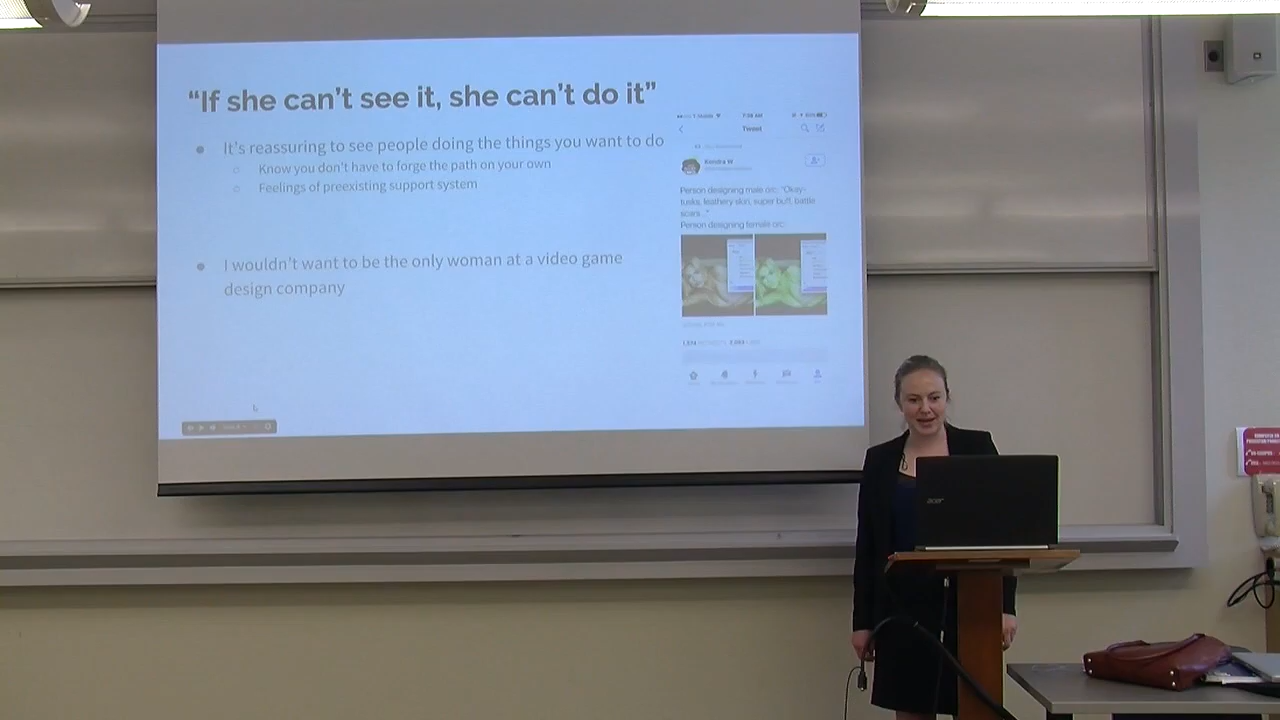 “If she can't see it, she can't do it”
It's reassuring to see people doing the things you want to do
Know you don't have to forge the path on your own
Feelings of preexisting support system
I wouldn't want to be the only woman at a video game
design company
Tweet
Kendra W
Person designing male orc: "Okay-
tusks, leathery skin, super buff, battle
scars..."
Person designing female orc:
acer